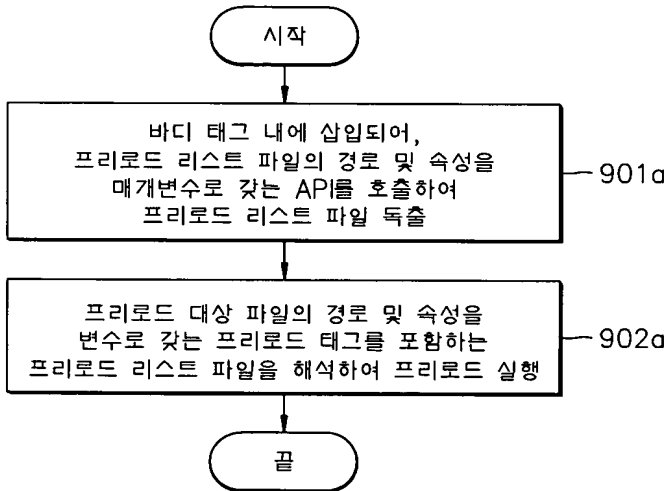 시작
바디 태그 내에 삽입되어,
프리로드 리스트 파일의 경로 및 속성을
매개변수로 갖는 API를 호출하여
프리로드 리스트 파일 독출
901a
프리로드 대상 파일의 경로 및 속성을
변수로 갖는 프리로드 태그를 포함하는
프리로드 리스트 파일을 해석하여 프리로드 실행
902a
끝